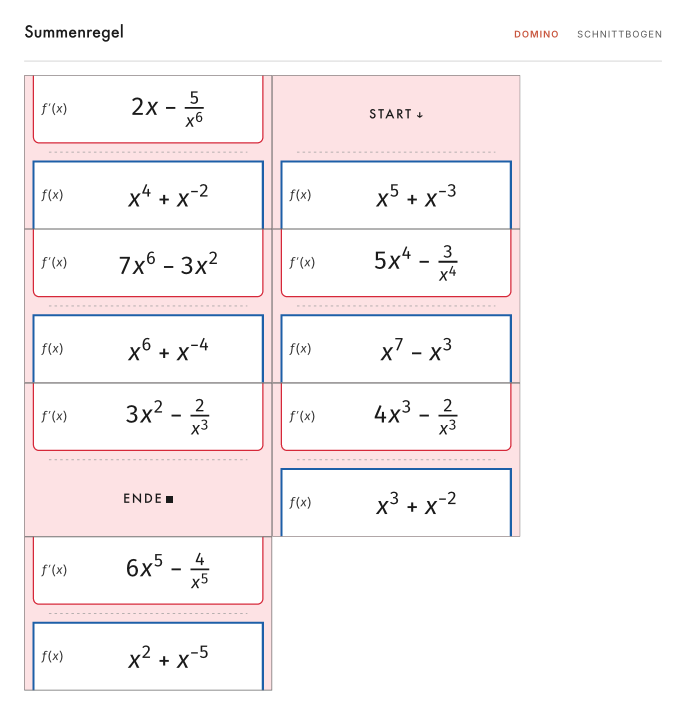 Summenregel
DOMINO SCHNITTBOGEN
f′(x) 2x − 5/x⁶
START ↓
f(x) x⁴ + x⁻²
f(x) x⁵ + x⁻³
f′(x) 7x⁶ − 3x²
f′(x) 5x⁴ − 3/x⁴
f(x) x⁶ + x⁻⁴
f(x) x⁷ − x³
f′(x) 3x² − 2/x³
f′(x) 4x³ − 2/x³
ENDE ■
f(x) x³ + x⁻²
f′(x) 6x⁵ − 4/x⁵
f(x) x² + x⁻⁵